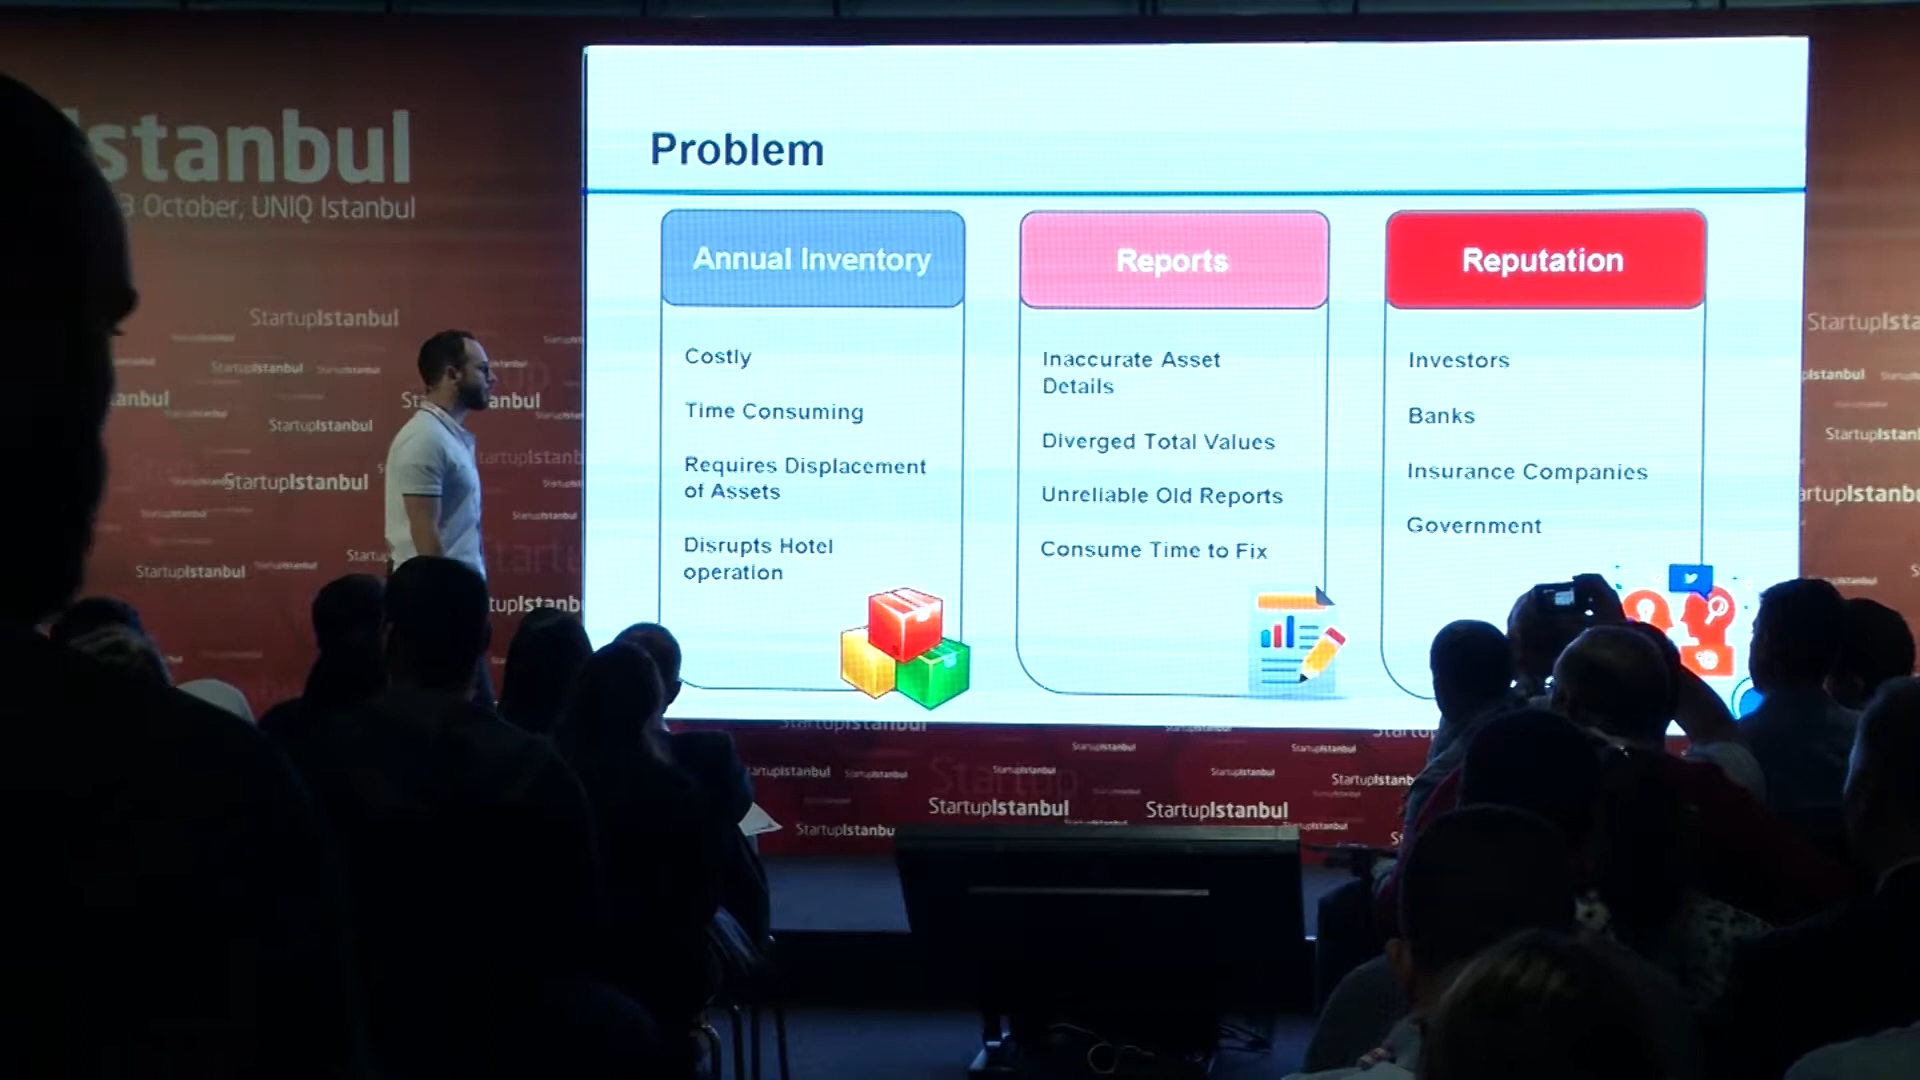 Istanbul
3 October, UNIQ Istanbul
Problem
Annual Inventory
Costly
Time Consuming
Requires Displacement
of Assets
Disrupts Hotel
operation
Reports
Inaccurate Asset
Details
Diverged Total Values
Unreliable Old Reports
Consume Time to Fix
Reputation
Investors
Banks
Insurance Companies
Government
StartupIstanbul
StartupIstanbul
StartupIstanbul
StartupIstanbul
StartupIstanbul
StartupIstanbul
StartupIstanbul